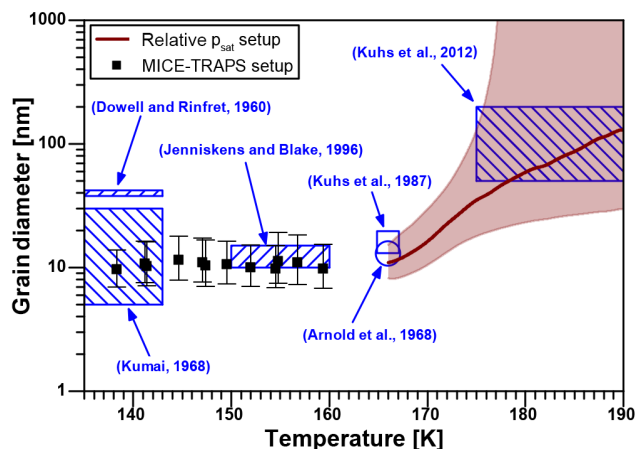 1000
100
10
1
Grain diameter [nm]
Relative psat setup
MICE-TRAPS setup
(Kuhs et al., 2012)
(Dowell and Rinfret, 1960)
(Jenniskens and Blake, 1996)
(Kuhs et al., 1987)
(Arnold et al., 1968)
(Kumai, 1968)
140 150 160 170 180 190
Temperature [K]